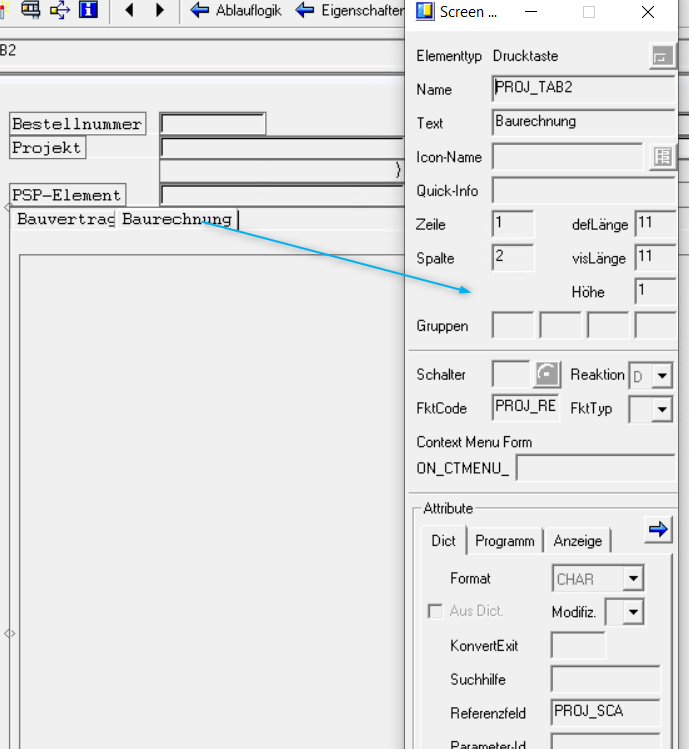 Ablauflogik Eigenschaften
B2
Bestellnummer
Projekt
}
PSP-Element
Bauvertrag Baurechnung
Screen ...
Elementtyp Drucktaste
Name PROJ_TAB2
Text Baurechnung
Icon-Name
Quick-Info
Zeile 1 defLänge 11
Spalte 2 visLänge 11
Höhe 1
Gruppen
Schalter Reaktion D
FktCode PROJ_RE FktTyp
Context Menu Form
ON_CTMENU_
Attribute
Dict Programm Anzeige
Format CHAR
Aus Dict. Modifiz.
KonvertExit
Suchhilfe
Referenzfeld PROJ_SCA
Parameter-Id